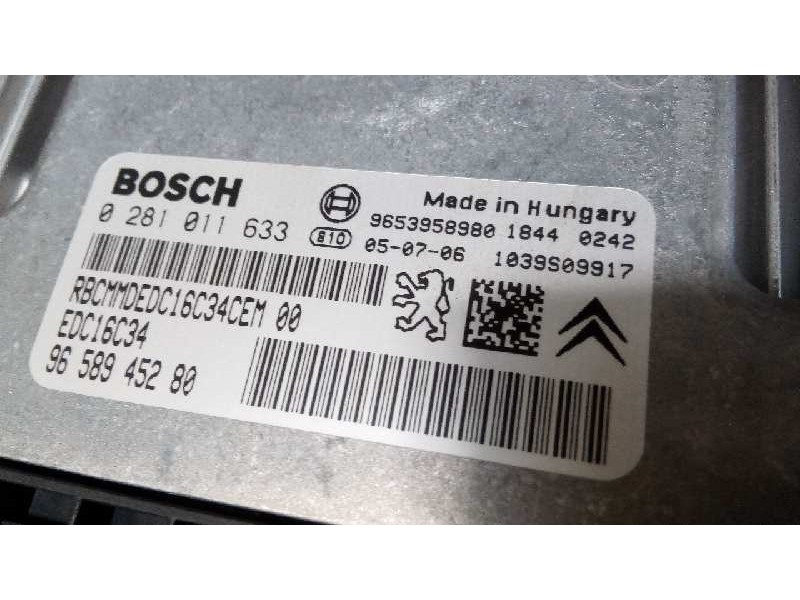 BOSCH
Made in Hungary
0 281 011 633
9653958980 1844 0242
810 05-07-06 1039S09917
RBCMMDEDC16C34CEM 00
EDC16C34
96 589 452 80